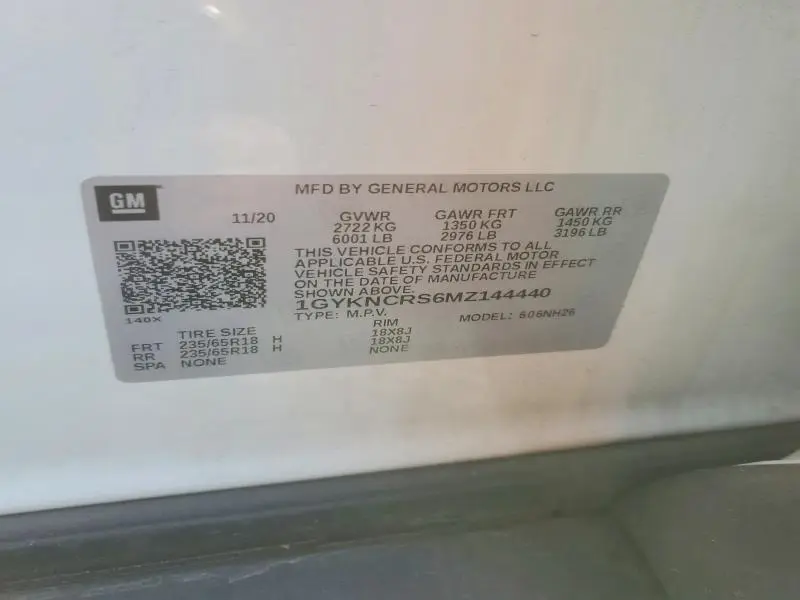 GM
MFD BY GENERAL MOTORS LLC
11/20 GVWR GAWR FRT GAWR RR
2722 KG 1350 KG 1450 KG
6001 LB 2976 LB 3196 LB
THIS VEHICLE CONFORMS TO ALL
APPLICABLE U.S. FEDERAL MOTOR
VEHICLE SAFETY STANDARDS IN EFFECT
ON THE DATE OF MANUFACTURE
SHOWN ABOVE.
1GYKNCRS6MZ144440
TYPE: M.P.V. MODEL: 6.06NH26
140X
TIRE SIZE RIM
FRT 235/65R18 H 18X8J
RR 235/65R18 H 18X8J
SPA NONE NONE